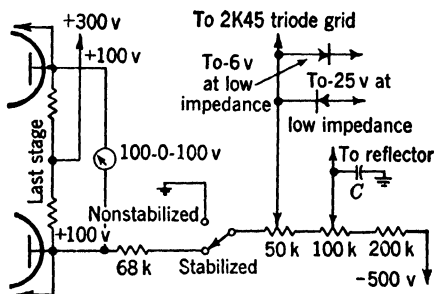 +300 v
To 2K45 triode grid
+100 v
To-6 v
at low
impedance
To-25 v at
low impedance
Last stage
100-0-100 v
To reflector
C
Nonstabilized
+100 v
68 k
Stabilized
50 k
100 k
200 k
-500 v